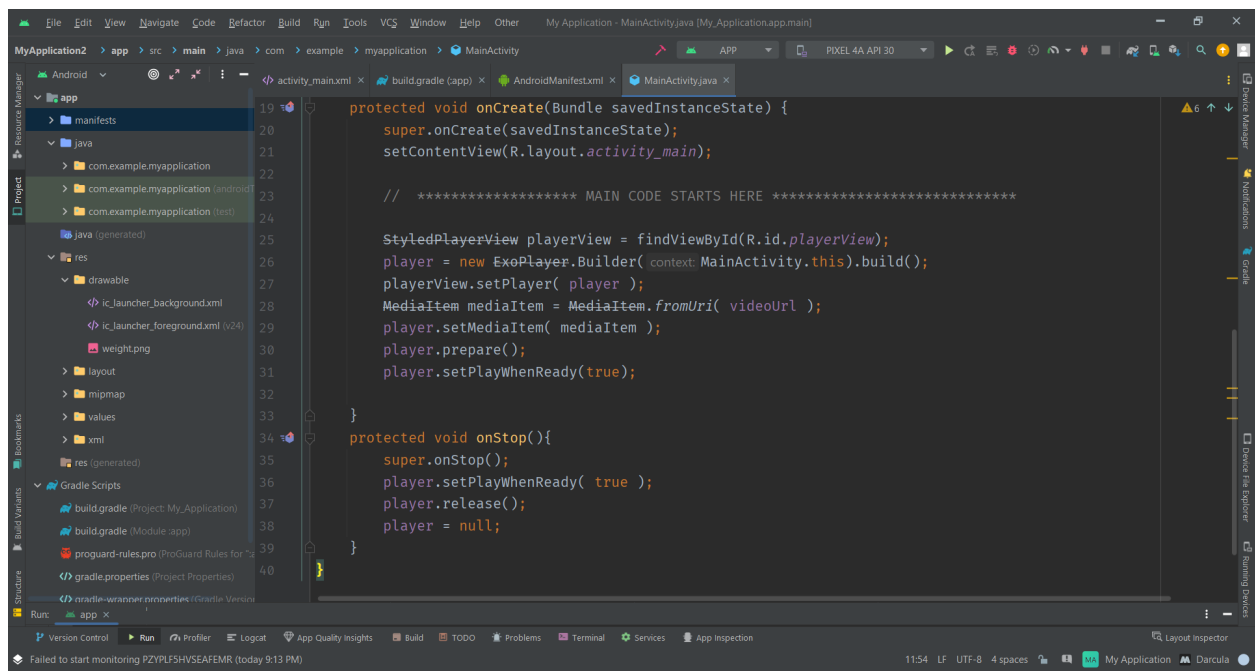 File Edit View Navigate Code Refactor Build Run Tools VCS Window Help Other My Application - MainActivity.java [My_Application.app.main]
MyApplication2 > app > src > main > java > com > example > myapplication > MainActivity APP PIXEL 4A API 30
Resource Manager
Project
Bookmarks
Build Variants
Structure
Android
app
manifests
java
com.example.myapplication
com.example.myapplication (androidT
com.example.myapplication (test)
java (generated)
res
drawable
ic_launcher_background.xml
ic_launcher_foreground.xml (v24)
weight.png
layout
mipmap
values
xml
res (generated)
Gradle Scripts
build.gradle (Project: My_Application)
build.gradle (Module :app)
proguard-rules.pro (ProGuard Rules for ":a
gradle.properties (Project Properties)
gradle-wrapper.properties (Gradle Version
activity_main.xml × build.gradle (:app) × AndroidManifest.xml × MainActivity.java ×
6
19 protected void onCreate(Bundle savedInstanceState) {
20 super.onCreate(savedInstanceState);
21 setContentView(R.layout.activity_main);
22
23 // ******************* MAIN CODE STARTS HERE *****************************
24
25 StyledPlayerView playerView = findViewById(R.id.playerView);
26 player = new ExoPlayer.Builder( context: MainActivity.this).build();
27 playerView.setPlayer( player );
28 MediaItem mediaItem = MediaItem.fromUri( videoUrl );
29 player.setMediaItem( mediaItem );
30 player.prepare();
31 player.setPlayWhenReady(true);
32
33 }
34 protected void onStop(){
35 super.onStop();
36 player.setPlayWhenReady( true );
37 player.release();
38 player = null;
39 }
40 }
Device Manager
Notifications
Gradle
Device File Explorer
Running Devices
Run: app ×
Version Control Run Profiler Logcat App Quality Insights Build TODO Problems Terminal Services App Inspection Layout Inspector
Failed to start monitoring PZYPLF5HVSEAFEMR (today 9:13 PM) 11:54 LF UTF-8 4 spaces MA My Application Darcula